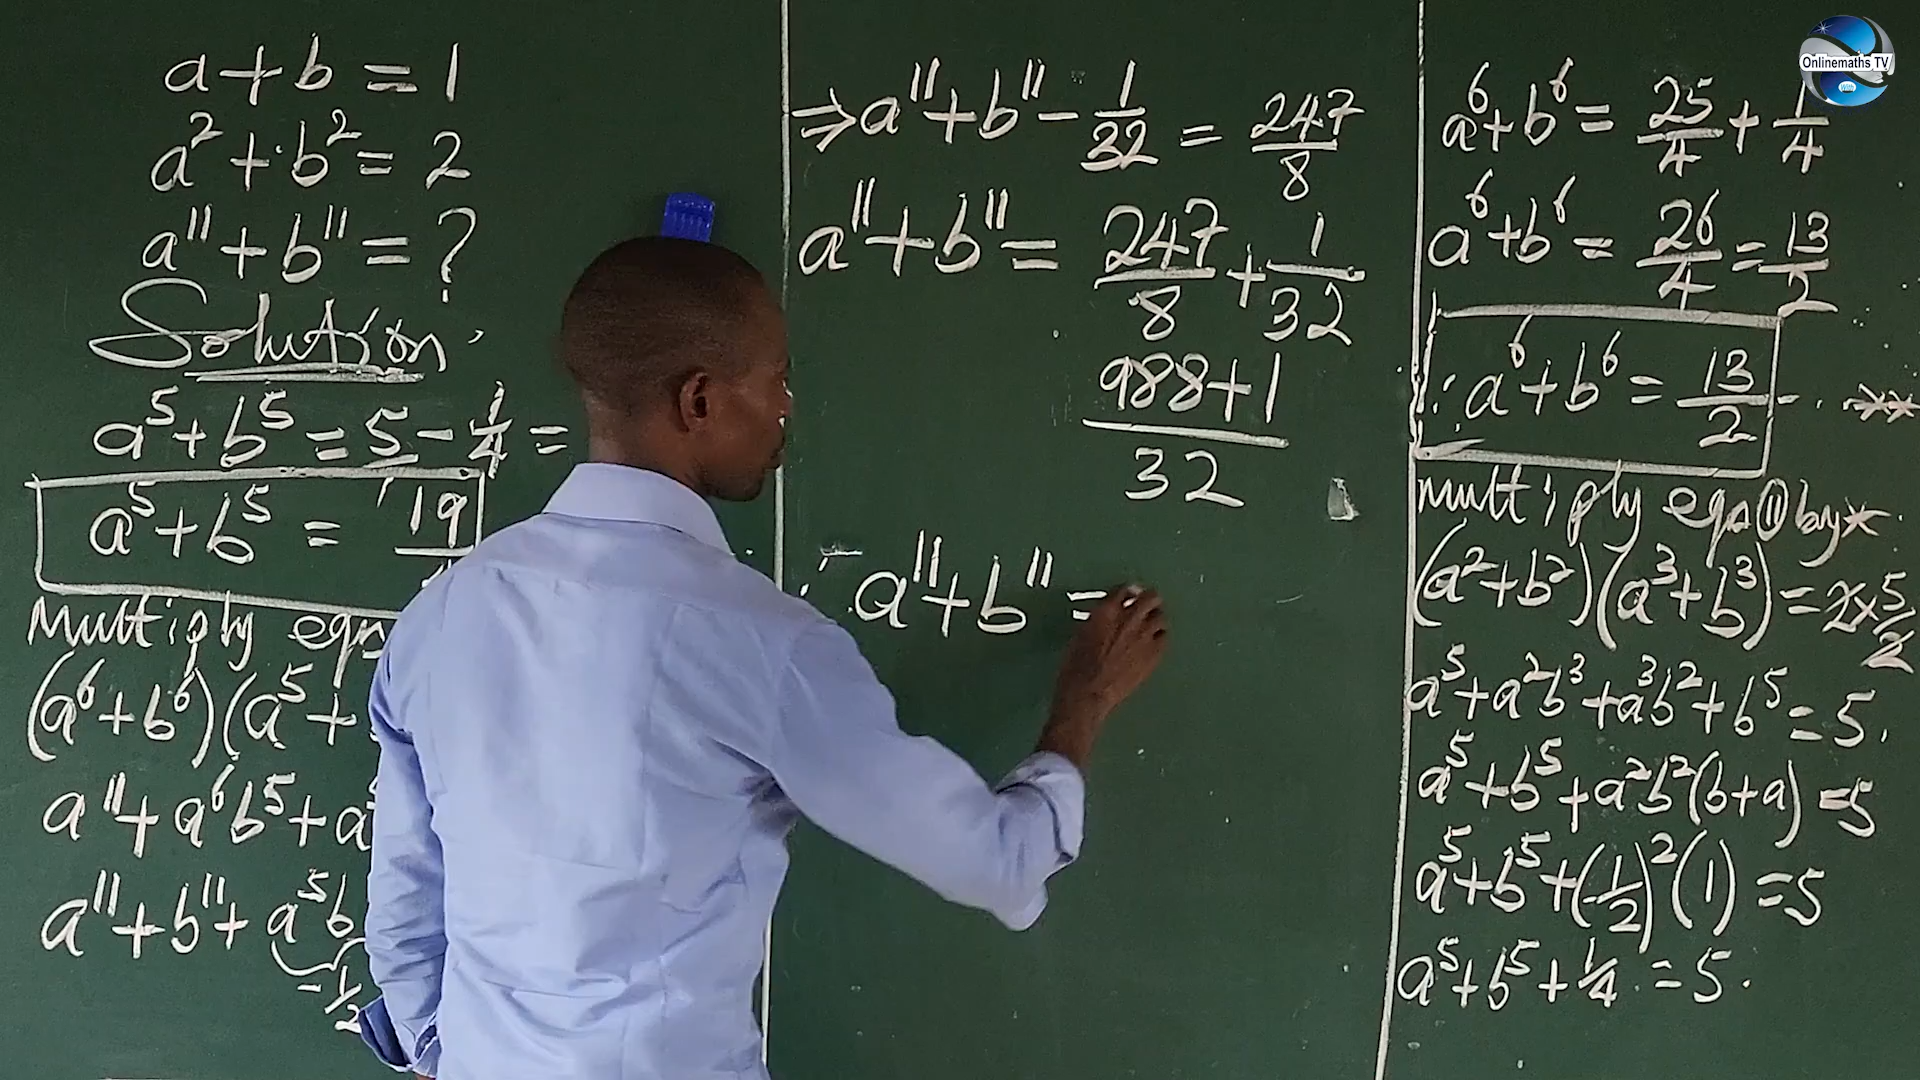 a+b=1
a²+b²=2
a¹¹+b¹¹=?
Solution
a⁵+b⁵=5-1/4=
a⁵+b⁵=19
Multiply eqn
(a⁶+b⁶)(a⁵+
a¹¹+a⁶b⁵+a
a¹¹+b¹¹+a⁵b
-1/2
⇒a¹¹+b¹¹-1/32=247/8
a¹¹+b¹¹=247/8+1/32
988+1
32
∴a¹¹+b¹¹=
Onlinemaths TV
a⁶+b⁶=25/4+1/4
a⁶+b⁶=26/4=13/2
∴a⁶+b⁶=13/2-··**
Multiply eqn⑪by*
(a²+b²)(a³+b³)=2×5/2
a⁵+a²b³+a³b²+b⁵=5.
a⁵+b⁵+a²b²(b+a)=5
a⁵+b⁵+(-1/2)²(1)=5
a⁵+b⁵+1/4=5.